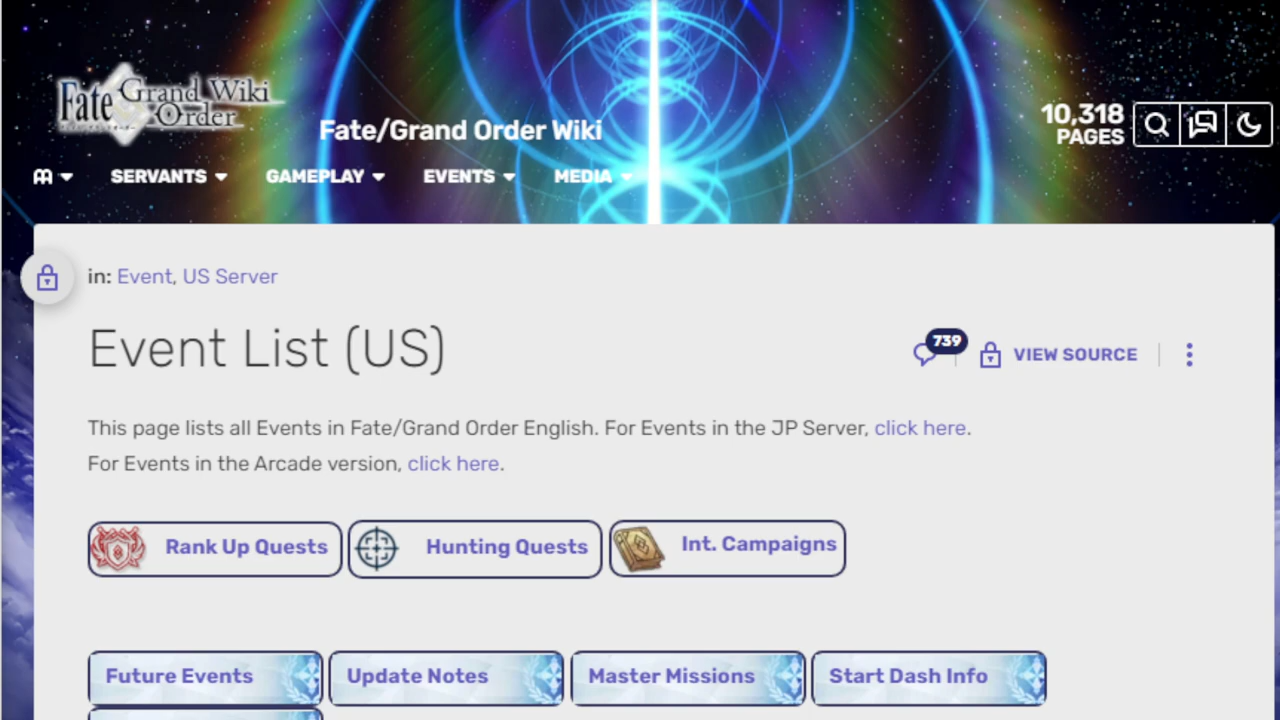 Fate Grand Wiki
Order
Fate/Grand Order Wiki
10,318
PAGES
SERVANTS
GAMEPLAY
EVENTS
MEDIA
in: Event, US Server
Event List (US)
739
VIEW SOURCE
This page lists all Events in Fate/Grand Order English. For Events in the JP Server, click here.
For Events in the Arcade version, click here.
Rank Up Quests
Hunting Quests
Int. Campaigns
Future Events
Update Notes
Master Missions
Start Dash Info